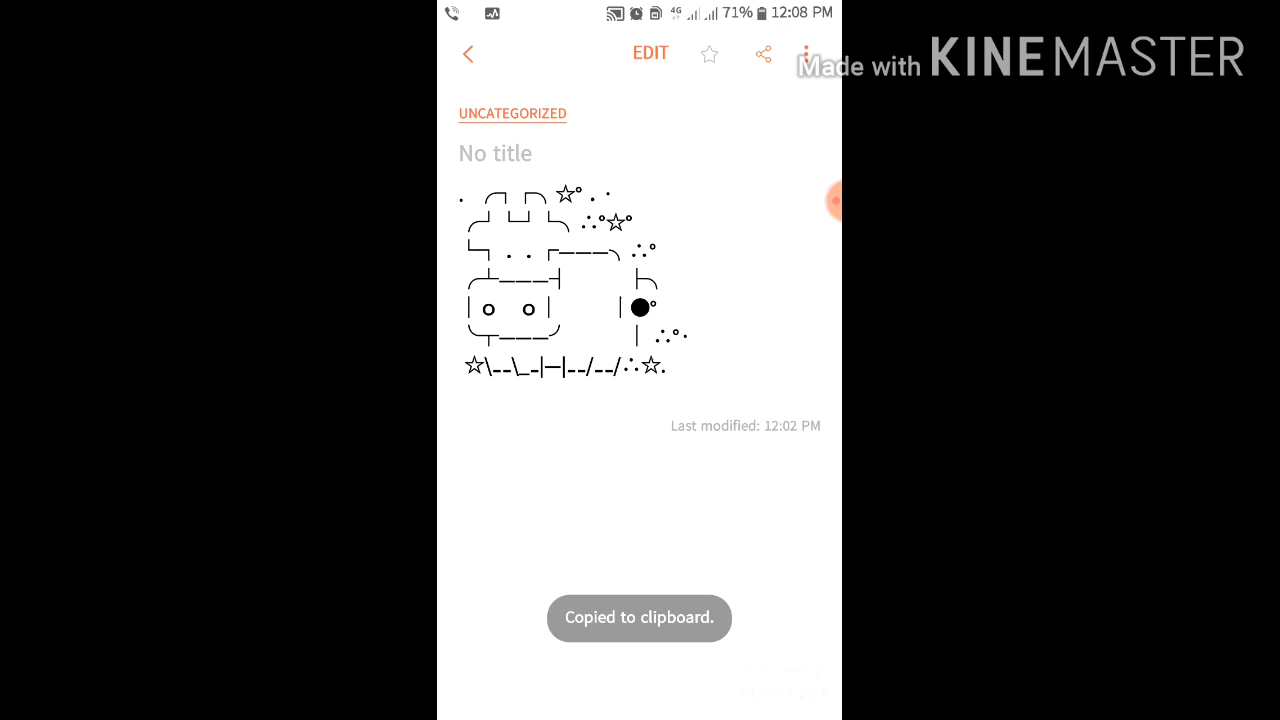 4G 71% 12:08 PM
EDIT
Made with KINEMASTER
UNCATEGORIZED
No title
.  ╭┐┌╮☆° . ·
╭┘└┘└╮∴°☆°
└┐ . . ┌———╮∴°
╭┴———┤   ├╮
| o  o |   | ●°
╰┬———╯   | ∴°·
☆\--\_-|—|--/--/∴☆.
Last modified: 12:02 PM
Copied to clipboard.